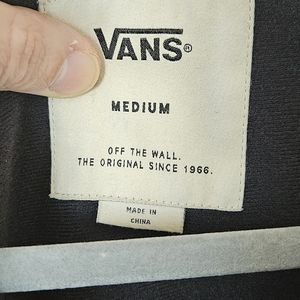 VANS®
MEDIUM
OFF THE WALL.
THE ORIGINAL SINCE 1966.
MADE IN
CHINA